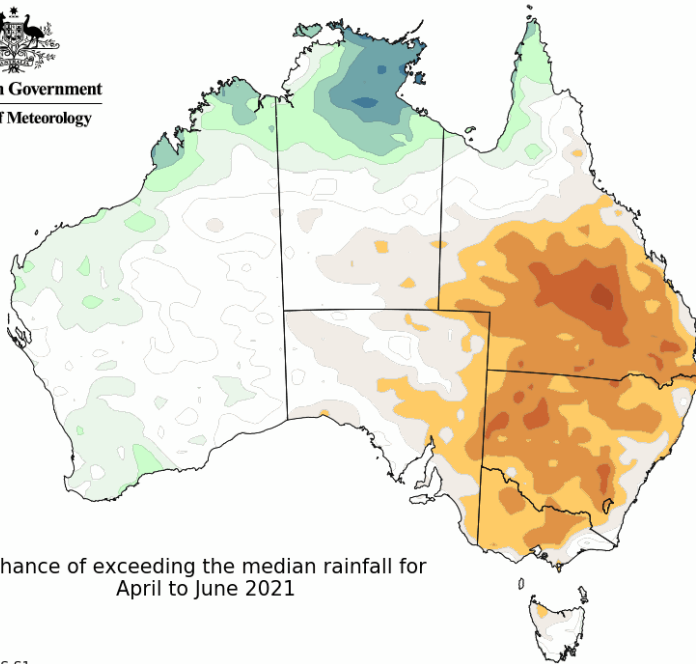 n Government
f Meteorology
hance of exceeding the median rainfall for
April to June 2021